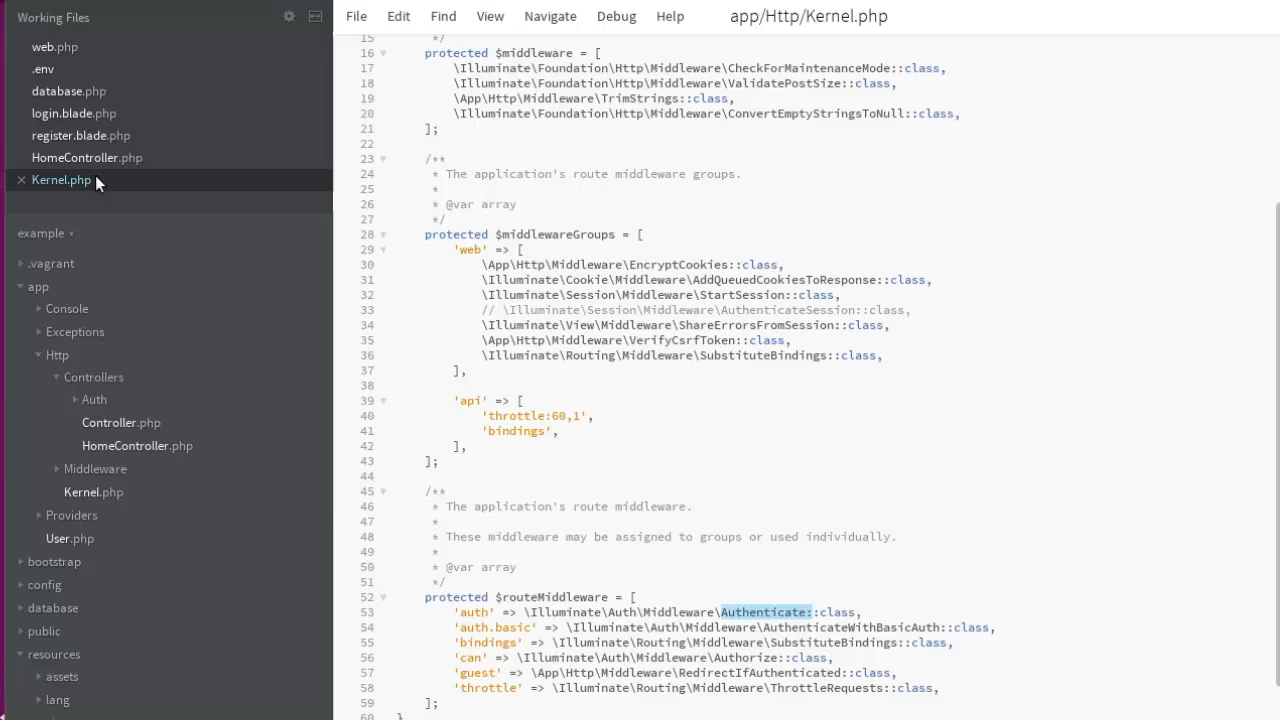 Working Files
web.php
.env
database.php
login.blade.php
register.blade.php
HomeController.php
Kernel.php
example
.vagrant
app
Console
Exceptions
Http
Controllers
Auth
Controller.php
HomeController.php
Middleware
Kernel.php
Providers
User.php
bootstrap
config
database
public
resources
assets
lang
File Edit Find View Navigate Debug Help app/Http/Kernel.php
15 */
16 protected $middleware = [
17 \Illuminate\Foundation\Http\Middleware\CheckForMaintenanceMode::class,
18 \Illuminate\Foundation\Http\Middleware\ValidatePostSize::class,
19 \App\Http\Middleware\TrimStrings::class,
20 \Illuminate\Foundation\Http\Middleware\ConvertEmptyStringsToNull::class,
21 ];
22
23 /**
24 * The application's route middleware groups.
25 *
26 * @var array
27 */
28 protected $middlewareGroups = [
29 'web' => [
30 \App\Http\Middleware\EncryptCookies::class,
31 \Illuminate\Cookie\Middleware\AddQueuedCookiesToResponse::class,
32 \Illuminate\Session\Middleware\StartSession::class,
33 // \Illuminate\Session\Middleware\AuthenticateSession::class,
34 \Illuminate\View\Middleware\ShareErrorsFromSession::class,
35 \App\Http\Middleware\VerifyCsrfToken::class,
36 \Illuminate\Routing\Middleware\SubstituteBindings::class,
37 ],
38
39 'api' => [
40 'throttle:60,1',
41 'bindings',
42 ],
43 ];
44
45 /**
46 * The application's route middleware.
47 *
48 * These middleware may be assigned to groups or used individually.
49 *
50 * @var array
51 */
52 protected $routeMiddleware = [
53 'auth' => \Illuminate\Auth\Middleware\Authenticate::class,
54 'auth.basic' => \Illuminate\Auth\Middleware\AuthenticateWithBasicAuth::class,
55 'bindings' => \Illuminate\Routing\Middleware\SubstituteBindings::class,
56 'can' => \Illuminate\Auth\Middleware\Authorize::class,
57 'guest' => \App\Http\Middleware\RedirectIfAuthenticated::class,
58 'throttle' => \Illuminate\Routing\Middleware\ThrottleRequests::class,
59 ];
60 }